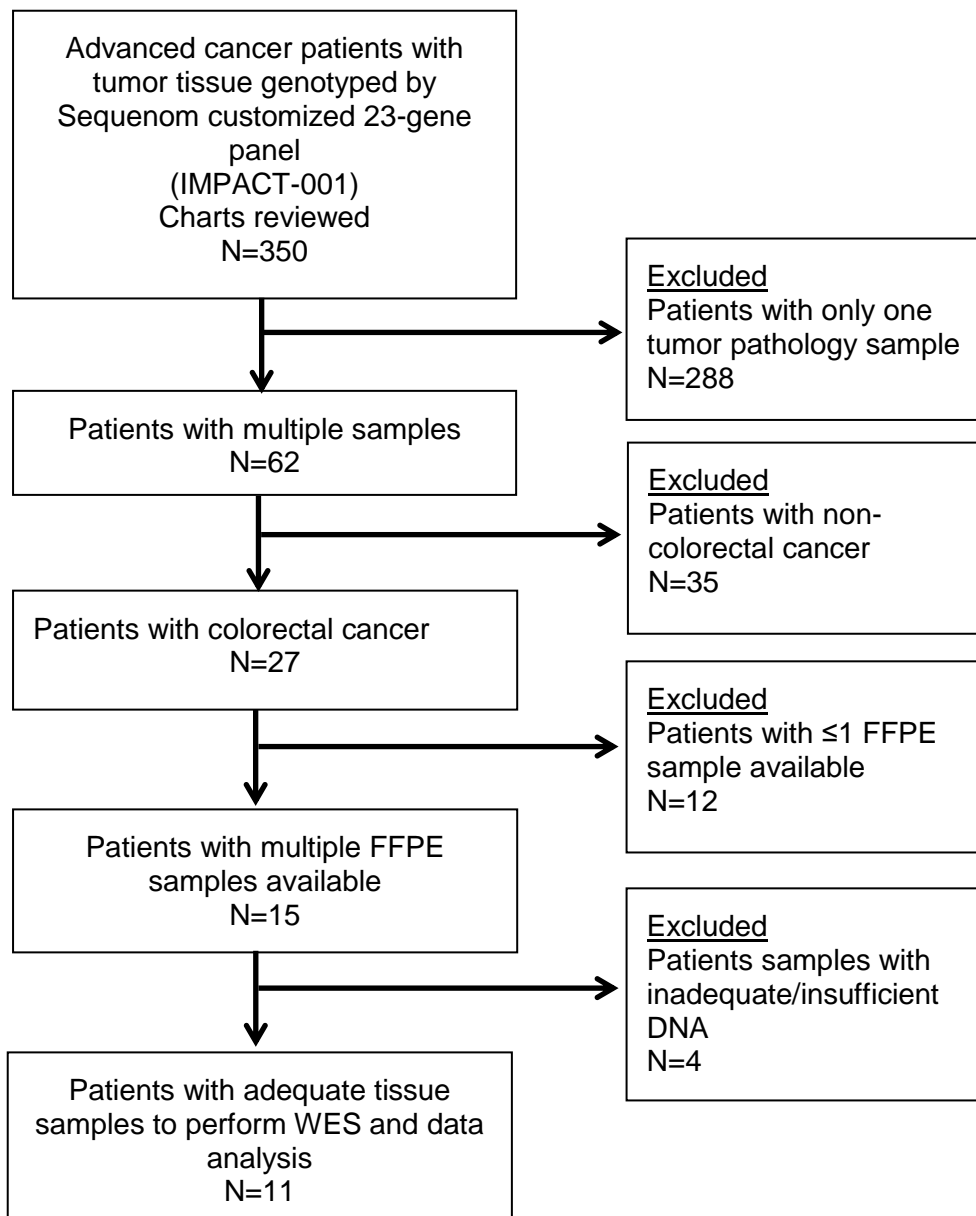 Advanced cancer patients with
tumor tissue genotyped by
Sequenom customized 23-gene
panel
(IMPACT-001)
Charts reviewed
N=350
Excluded
Patients with only one
tumor pathology sample
N=288
Patients with multiple samples
N=62
Excluded
Patients with non-
colorectal cancer
N=35
Patients with colorectal cancer
N=27
Excluded
Patients with ≤1 FFPE
sample available
N=12
Patients with multiple FFPE
samples available
N=15
Excluded
Patients samples with
inadequate/insufficient
DNA
N=4
Patients with adequate tissue
samples to perform WES and data
analysis
N=11